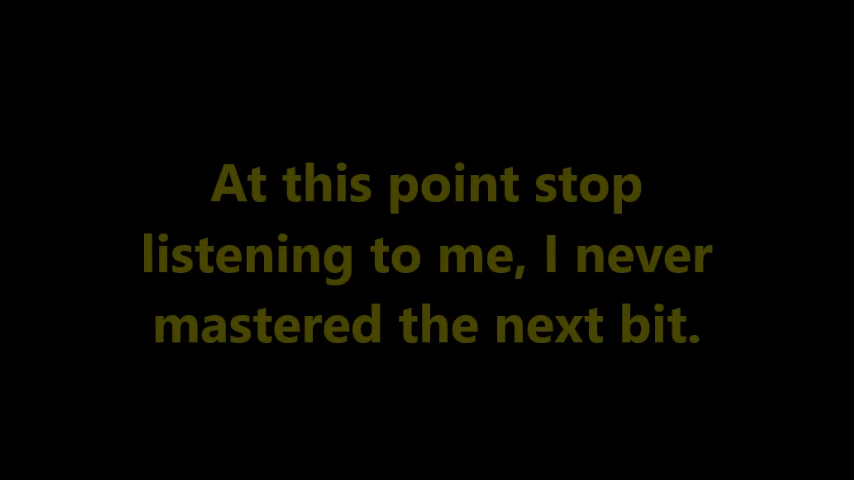 At this point stop
listening to me, I never
mastered the next bit.